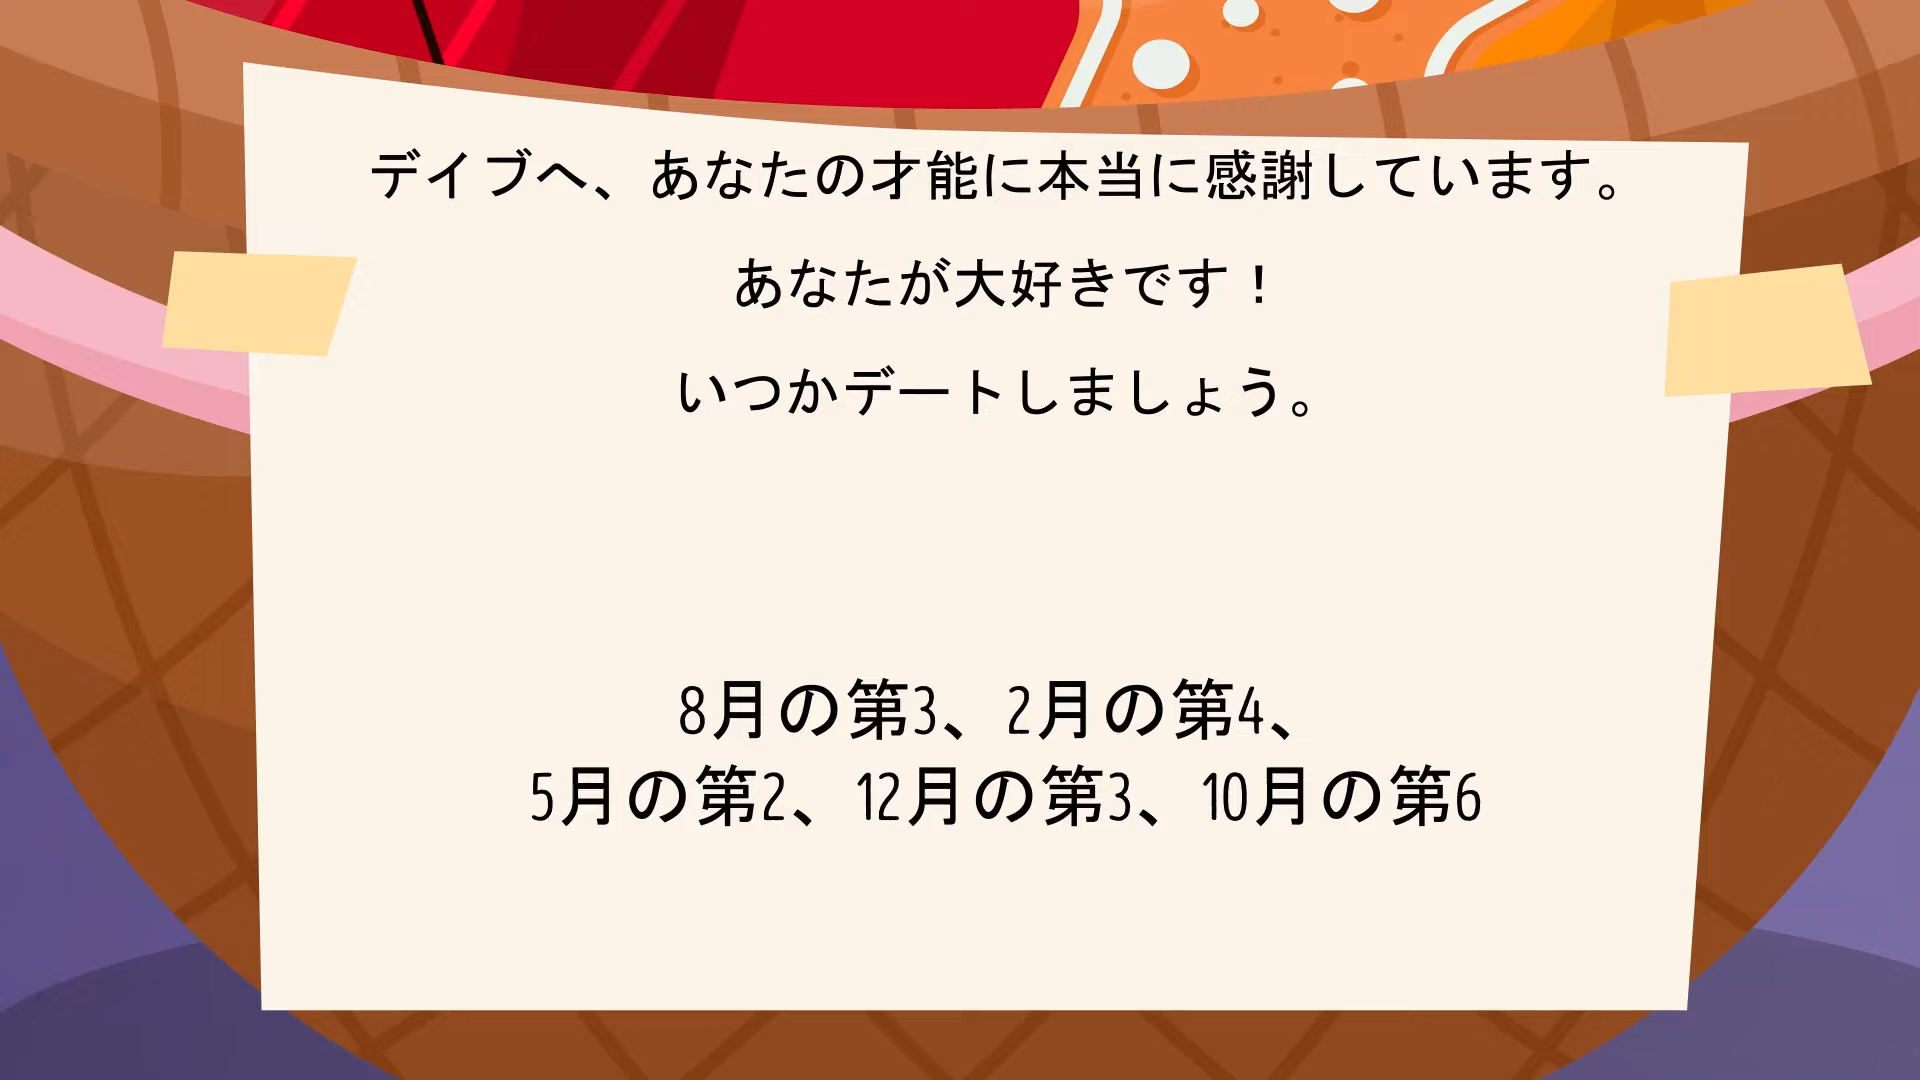 デイブへ、あなたの才能に本当に感謝しています。
あなたが大好きです！
いつかデートしましょう。
8月の第3、2月の第4、
5月の第2、12月の第3、10月の第6